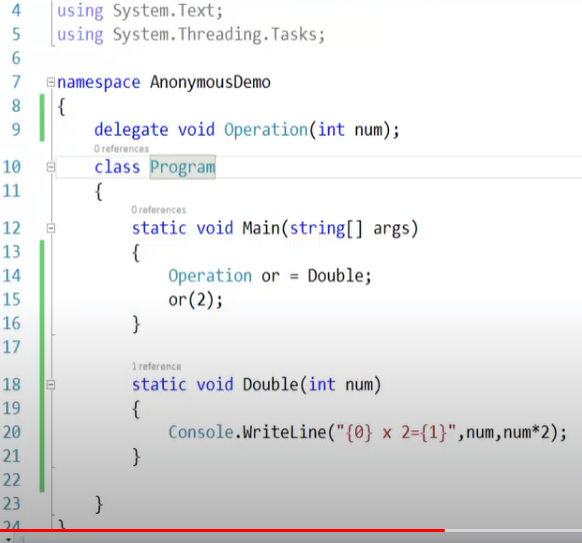 4 using System.Text;
5 using System.Threading.Tasks;
6
7 namespace AnonymousDemo
8 {
9 delegate void Operation(int num);
0 references
10 class Program
11 {
0 references
12 static void Main(string[] args)
13 {
14 Operation or = Double;
15 or(2);
16 }
17
1 reference
18 static void Double(int num)
19 {
20 Console.WriteLine("{0} x 2={1}",num,num*2);
21 }
22
23 }
24 }